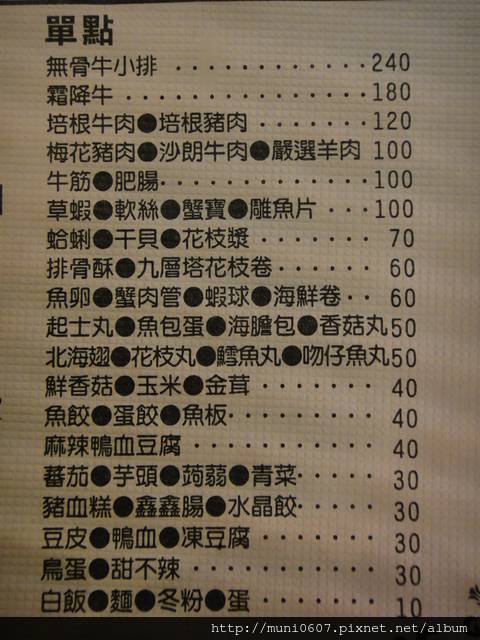 單點
無骨牛小排 ············· 240
霜降牛 ················ 180
培根牛肉●培根豬肉 ······· 120
梅花豬肉●沙朗牛肉●嚴選羊肉 100
牛筋●肥腸············· 100
草蝦●軟絲●蟹寶●雕魚片 ··· 100
蛤蜊●干貝●花枝漿 ······· 70
排骨酥●九層塔花枝卷 ······ 60
魚卵●蟹肉管●蝦球●海鮮卷 ·· 60
起士丸●魚包蛋●海膽包●香菇丸 50
北海翅●花枝丸●鱈魚丸●吻仔魚丸 50
鮮香菇●玉米●金茸 ······· 40
魚餃●蛋餃●魚板········· 40
麻辣鴨血豆腐 ··········· 40
蕃茄●芋頭●蒟蒻●青菜····· 30
豬血糕●鑫鑫腸●水晶餃····· 30
豆皮●鴨血●凍豆腐 ······· 30
鳥蛋●甜不辣 ··········· 30
白飯●麵●冬粉●蛋 ······· 10
http://muni0607.pixnet.net/album